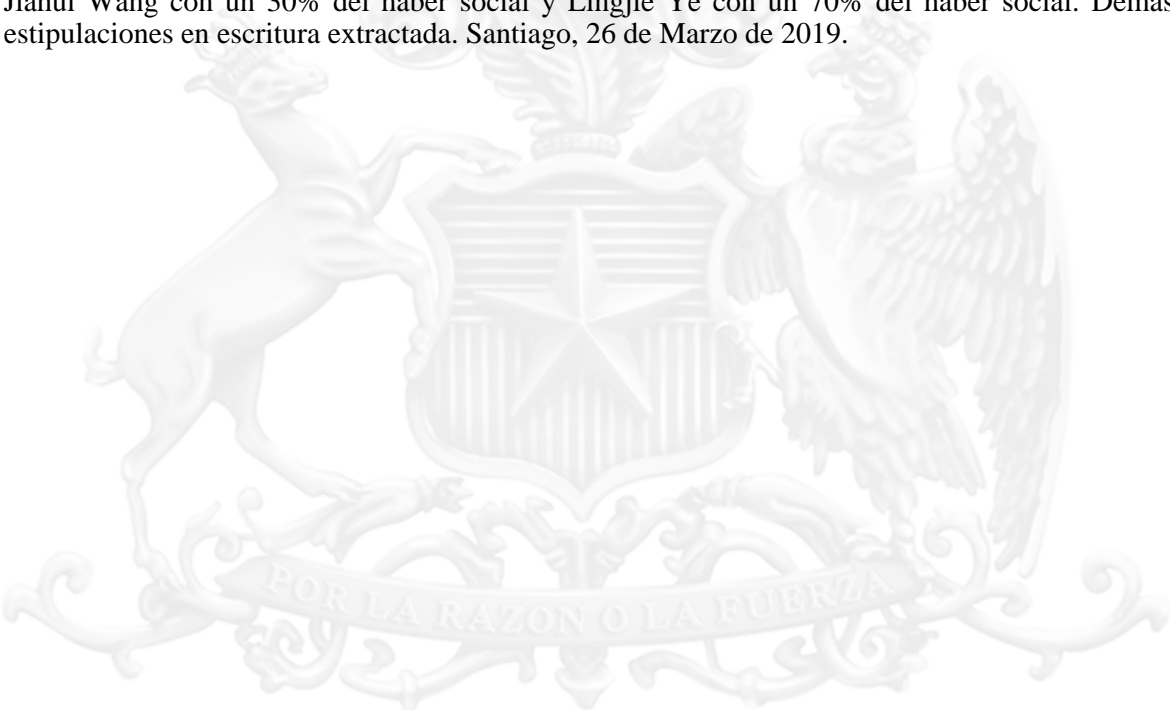 Jiahui Wang con un 30% del haber social y Lingjie Ye con un 70% del haber social. Demás
estipulaciones en escritura extractada. Santiago, 26 de Marzo de 2019.
POR LA RAZON O LA FUERZA